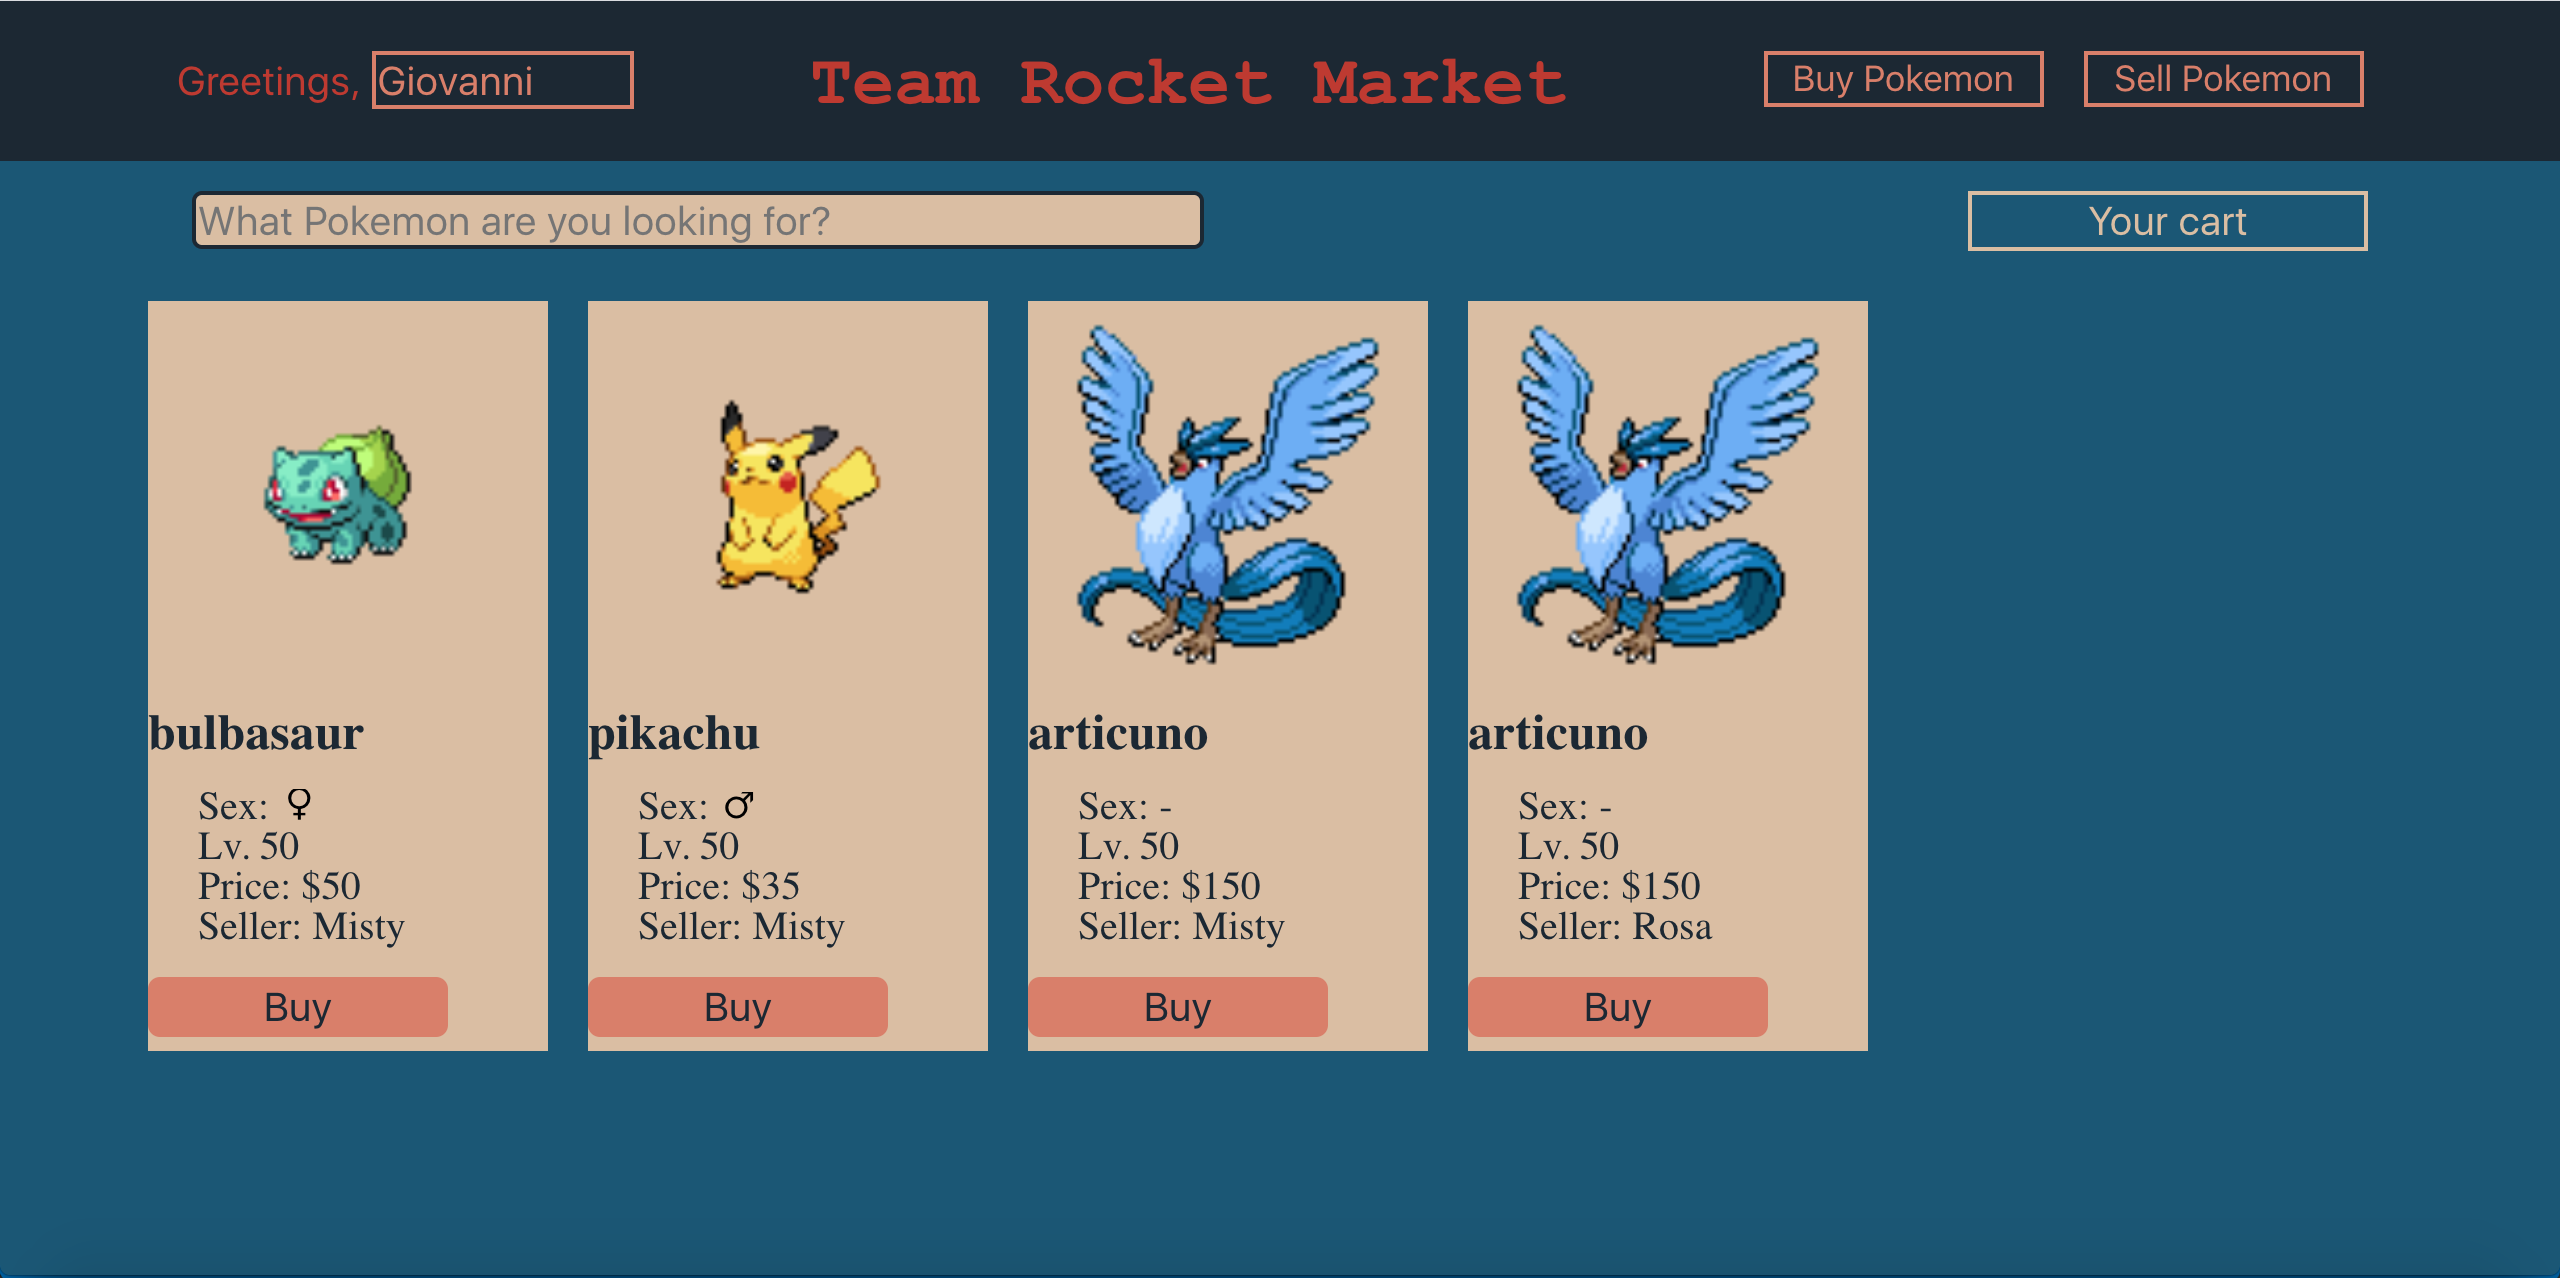 Greetings, Giovanni
Team Rocket Market
Buy Pokemon
Sell Pokemon
What Pokemon are you looking for?
Your cart
bulbasaur
Sex: ♀
Lv. 50
Price: $50
Seller: Misty
Buy
pikachu
Sex: ♂
Lv. 50
Price: $35
Seller: Misty
Buy
articuno
Sex: -
Lv. 50
Price: $150
Seller: Misty
Buy
articuno
Sex: -
Lv. 50
Price: $150
Seller: Rosa
Buy